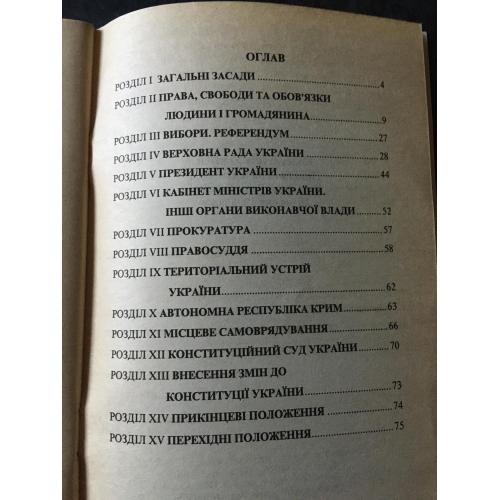 ОГЛАВ
РОЗДІЛ I ЗАГАЛЬНІ ЗАСАДИ ................................ 4
РОЗДІЛ II ПРАВА, СВОБОДИ ТА ОБОВ'ЯЗКИ
ЛЮДИНИ І ГРОМАДЯНИНА ........................ 9
РОЗДІЛ III ВИБОРИ. РЕФЕРЕНДУМ ........................ 27
РОЗДІЛ IV ВЕРХОВНА РАДА УКРАЇНИ .................... 28
РОЗДІЛ V ПРЕЗИДЕНТ УКРАЇНИ ............................ 44
РОЗДІЛ VI КАБІНЕТ МІНІСТРІВ УКРАЇНИ.
ІНШІ ОРГАНИ ВИКОНАВЧОЇ ВЛАДИ .......... 52
РОЗДІЛ VII ПРОКУРАТУРА .................................... 57
РОЗДІЛ VIII ПРАВОСУДДЯ .................................... 58
РОЗДІЛ IX ТЕРИТОРІАЛЬНИЙ УСТРІЙ
УКРАЇНИ ................................................ 62
РОЗДІЛ X АВТОНОМНА РЕСПУБЛІКА КРИМ ............ 63
РОЗДІЛ XI МІСЦЕВЕ САМОВРЯДУВАННЯ ................ 66
РОЗДІЛ XII КОНСТИТУЦІЙНИЙ СУД УКРАЇНИ ........ 70
РОЗДІЛ XIII ВНЕСЕННЯ ЗМІН ДО
КОНСТИТУЦІЇ УКРАЇНИ ........................ 73
РОЗДІЛ XIV ПРИКІНЦЕВІ ПОЛОЖЕННЯ ................ 74
РОЗДІЛ XV ПЕРЕХІДНІ ПОЛОЖЕННЯ .................... 75